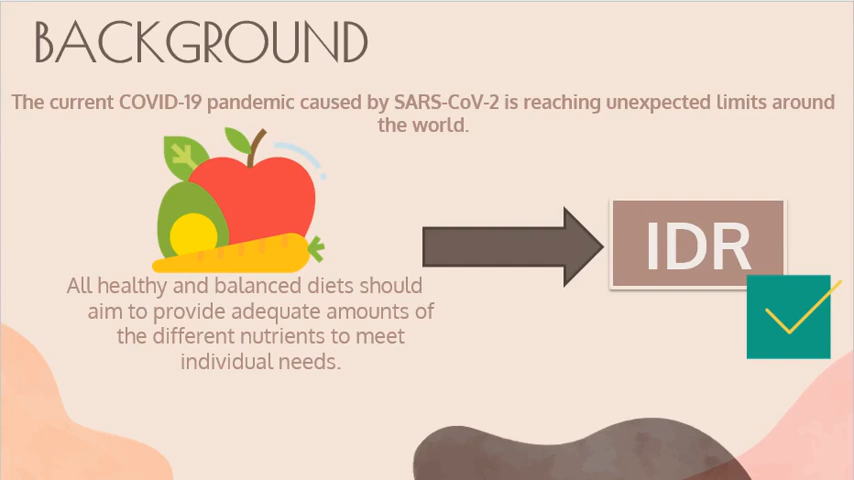 BACKGROUND
The current COVID-19 pandemic caused by SARS-CoV-2 is reaching unexpected limits around
the world.
IDR
All healthy and balanced diets should
aim to provide adequate amounts of
the different nutrients to meet
individual needs.